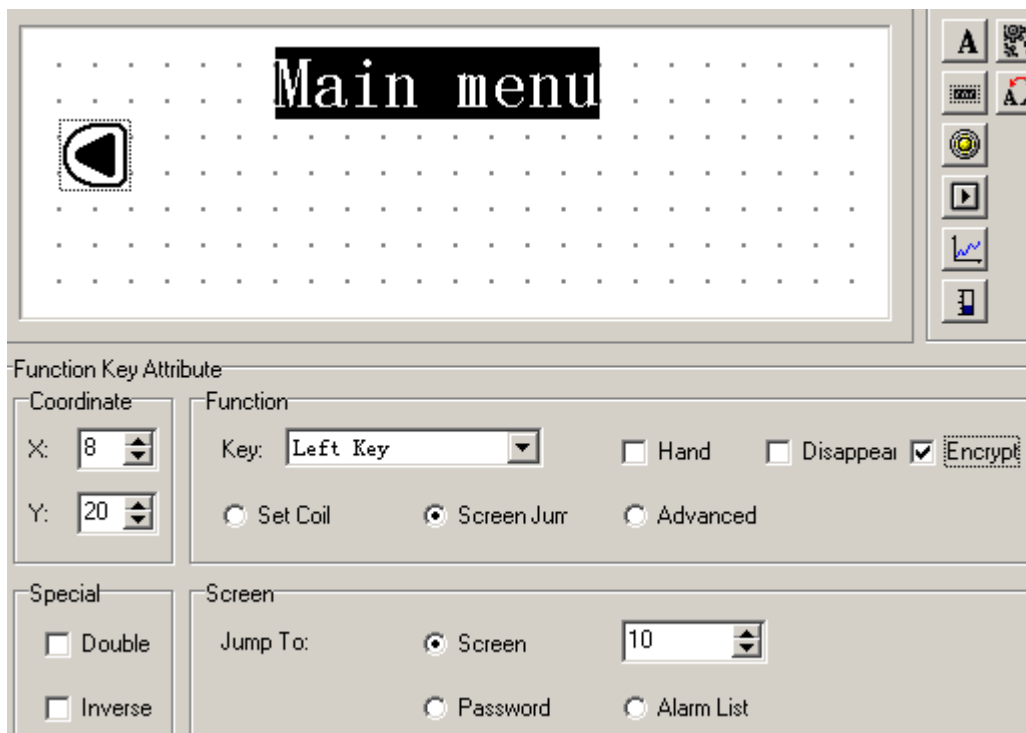 Main menu
A
A
Function Key Attribute
Coordinate
Function
X: 8
Key: Left Key
Hand
Disappear
Encrypt
Y: 20
Set Coil
Screen Jum
Advanced
Special
Screen
Double
Jump To:
Screen
10
Inverse
Password
Alarm List